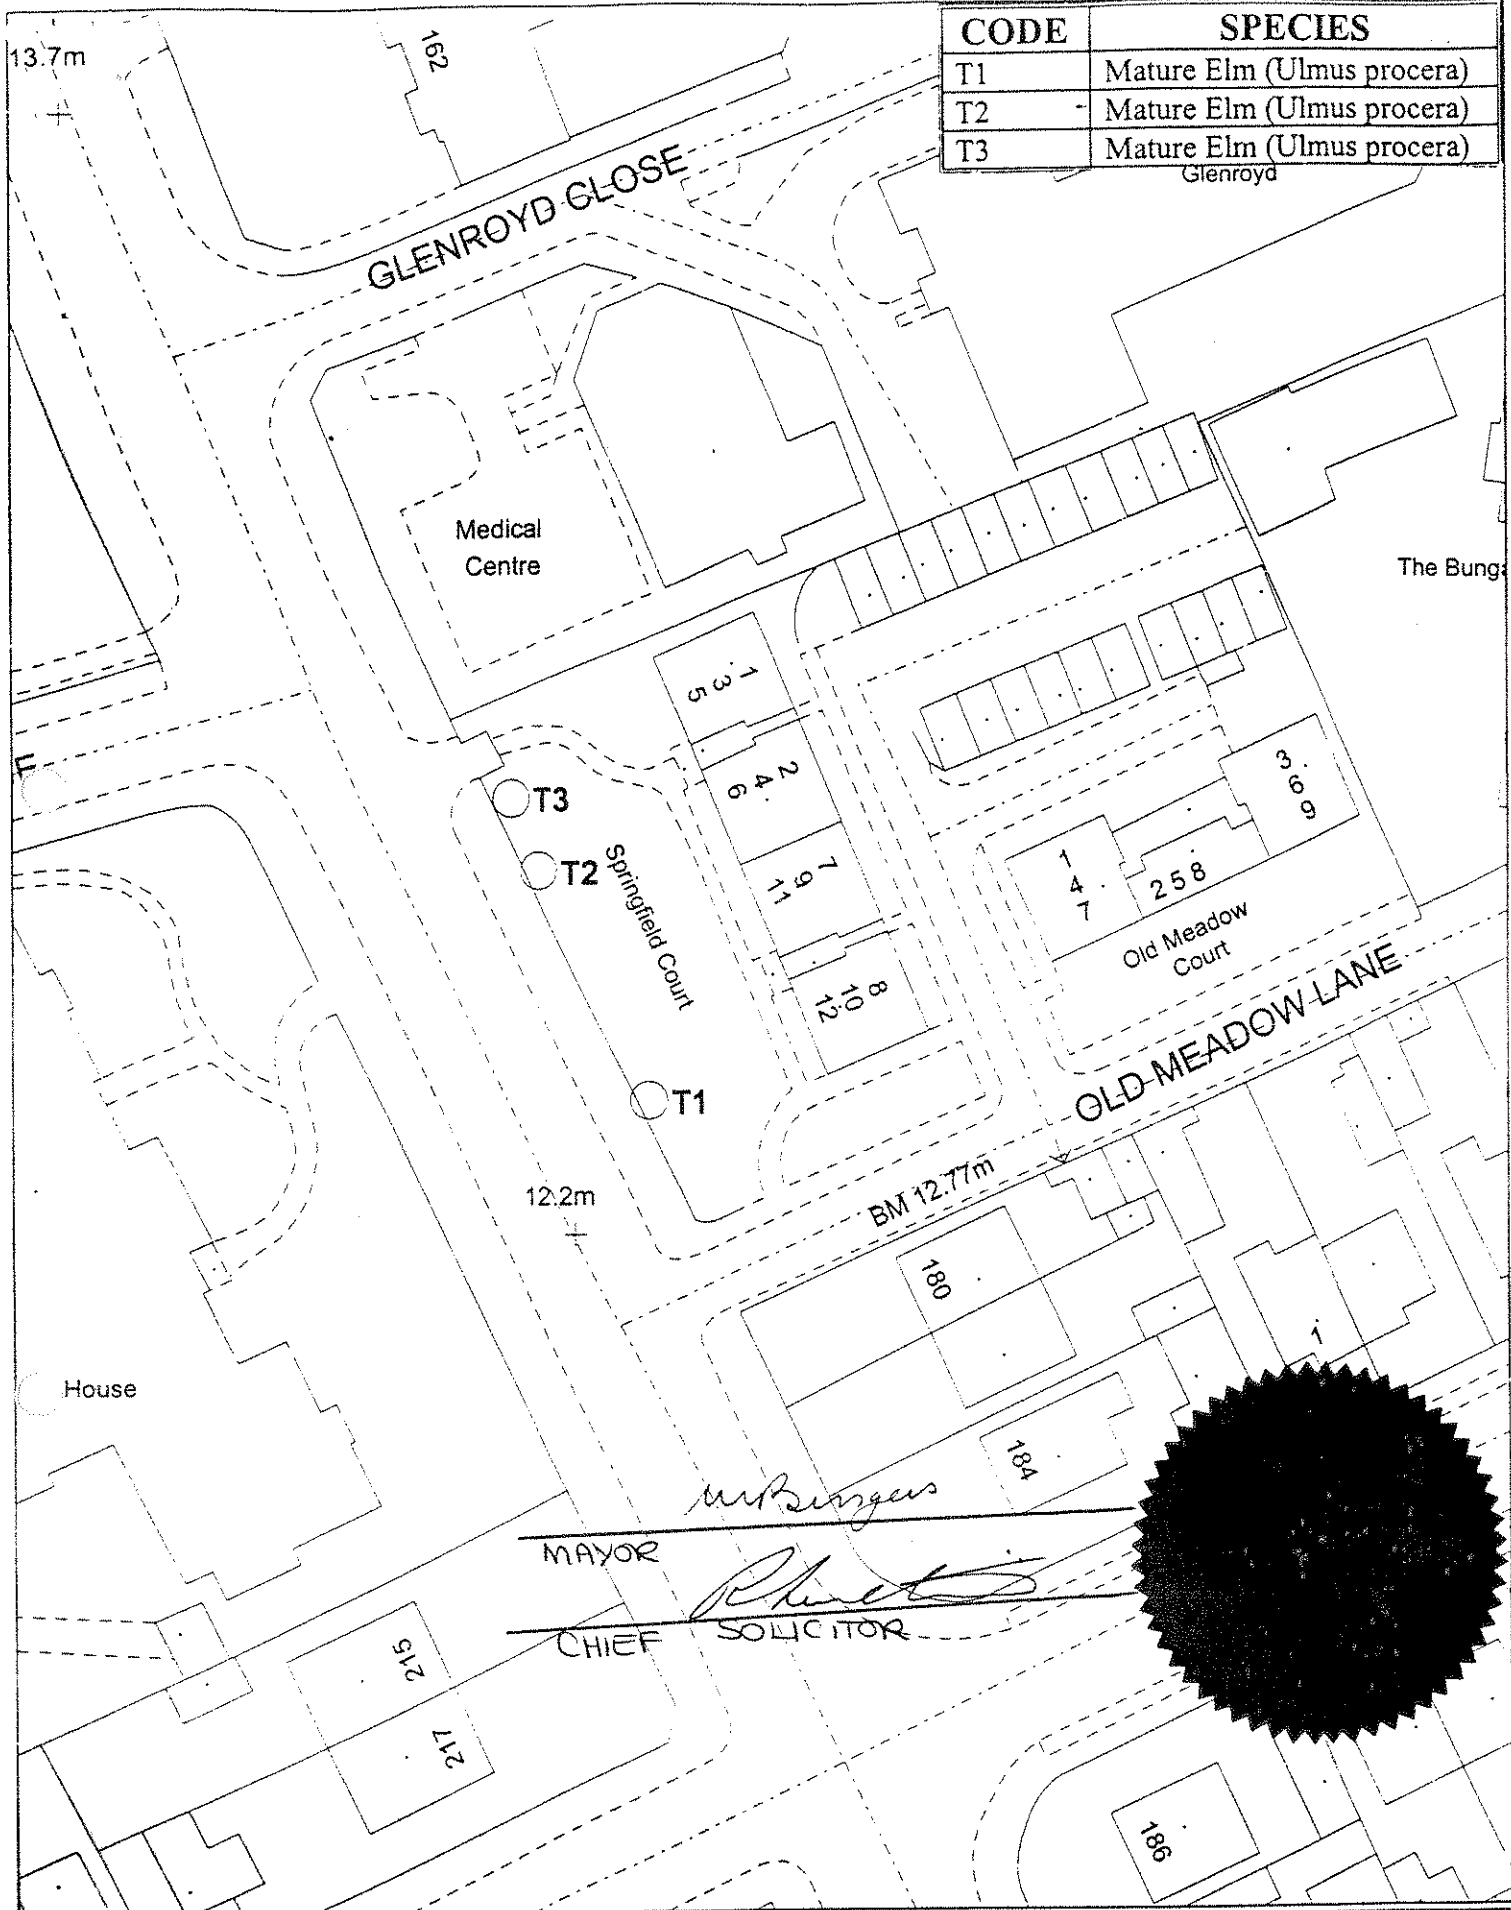 CODE SPECIES
T1 Mature Elm (Ulmus procera)
T2 - Mature Elm (Ulmus procera)
T3 Mature Elm (Ulmus procera)
13.7m
162
Glenroyd
GLENROYD CLOSE
Medical
Centre
The Bunga
1
3
5
2
4
6
7
9
11
8
10
12
3
6
9
1
4
7
2 5 8
Old Meadow
Court
T3
T2
Springfield Court
T1
OLD MEADOW LANE
BM 12.77m
12.2m
180
1
House
184
MAYOR
CHIEF SOLICITOR
215
217
186